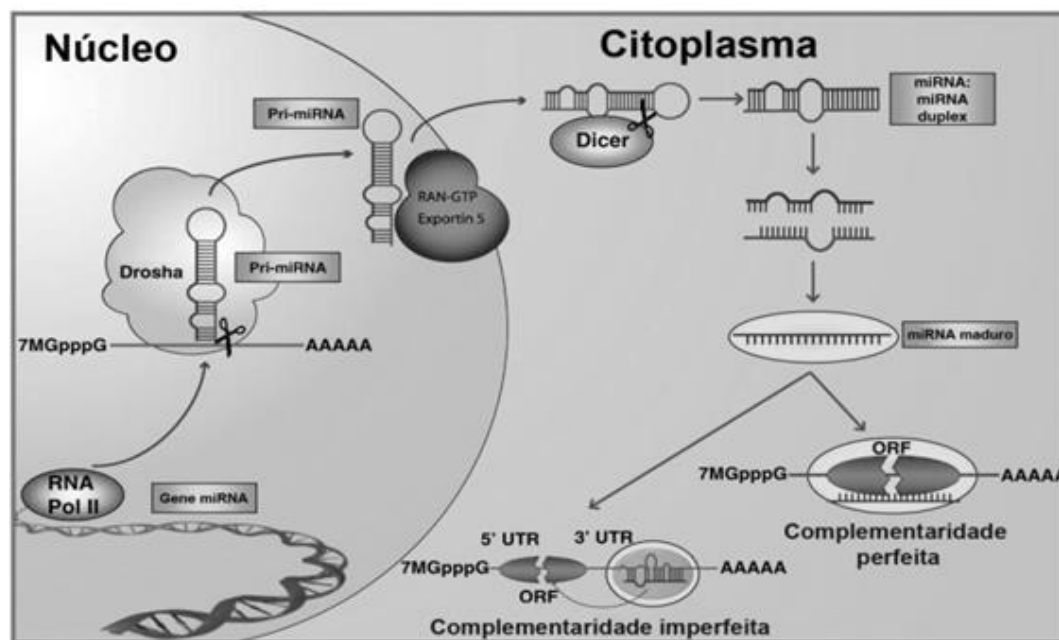 Núcleo
Citoplasma
Pri-miRNA
miRNA:
miRNA
duplex
Dicer
RAN-GTP
Exportin 5
Drosha
Pri-miRNA
7MGpppG
AAAAA
miRNA maduro
RNA
Pol II
Gene miRNA
ORF
7MGpppG
AAAAA
Complementaridade
perfeita
5' UTR
3' UTR
7MGpppG
AAAAA
ORF
Complementaridade imperfeita